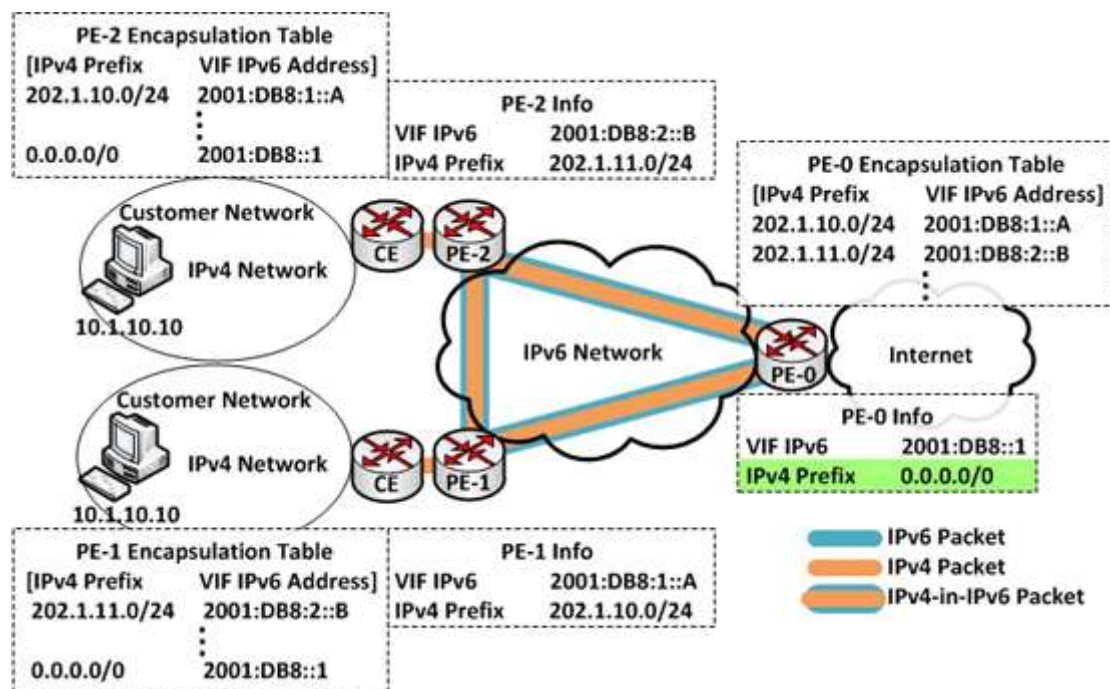 PE-2 Encapsulation Table
[IPv4 Prefix VIF IPv6 Address]
202.1.10.0/24 2001:DB8:1::A
0.0.0.0/0 2001:DB8::1
PE-2 Info
VIF IPv6 2001:DB8:2::B
IPv4 Prefix 202.1.11.0/24
PE-0 Encapsulation Table
[IPv4 Prefix VIF IPv6 Address]
202.1.10.0/24 2001:DB8:1::A
202.1.11.0/24 2001:DB8:2::B
Customer Network
IPv4 Network
10.1.10.10
CE
PE-2
IPv6 Network
PE-0
Internet
Customer Network
IPv4 Network
10.1.10.10
CE
PE-1
PE-0 Info
VIF IPv6 2001:DB8::1
IPv4 Prefix 0.0.0.0/0
PE-1 Encapsulation Table
[IPv4 Prefix VIF IPv6 Address]
202.1.11.0/24 2001:DB8:2::B
0.0.0.0/0 2001:DB8::1
PE-1 Info
VIF IPv6 2001:DB8:1::A
IPv4 Prefix 202.1.10.0/24
IPv6 Packet
IPv4 Packet
IPv4-in-IPv6 Packet